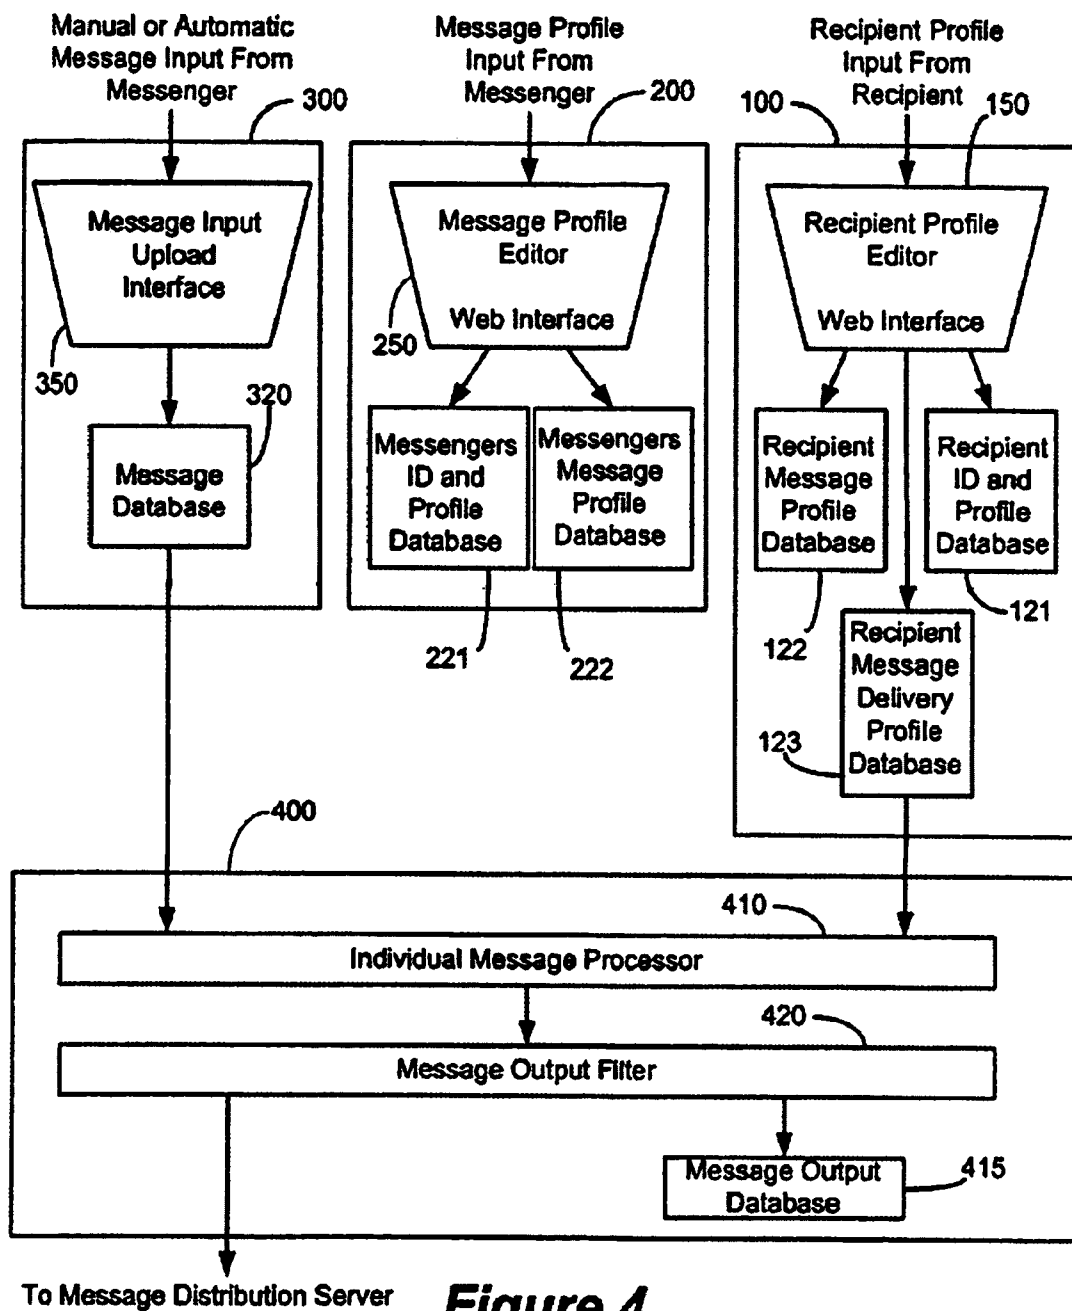 Manual or Automatic
Message Input From
Messenger
300
Message Profile
Input From
Messenger
200
Recipient Profile
Input From
Recipient
100
150
Message Input
Upload
Interface
350
320
Message
Database
Message Profile
Editor
Web Interface
250
Messengers
ID and
Profile
Database
Messengers
Message
Profile
Database
221
222
Recipient Profile
Editor
Web Interface
Recipient
Message
Profile
Database
Recipient
ID and
Profile
Database
122
121
Recipient
Message
Delivery
Profile
Database
123
400
410
Individual Message Processor
420
Message Output Filter
Message Output
Database
415
To Message Distribution Server
Figure 4